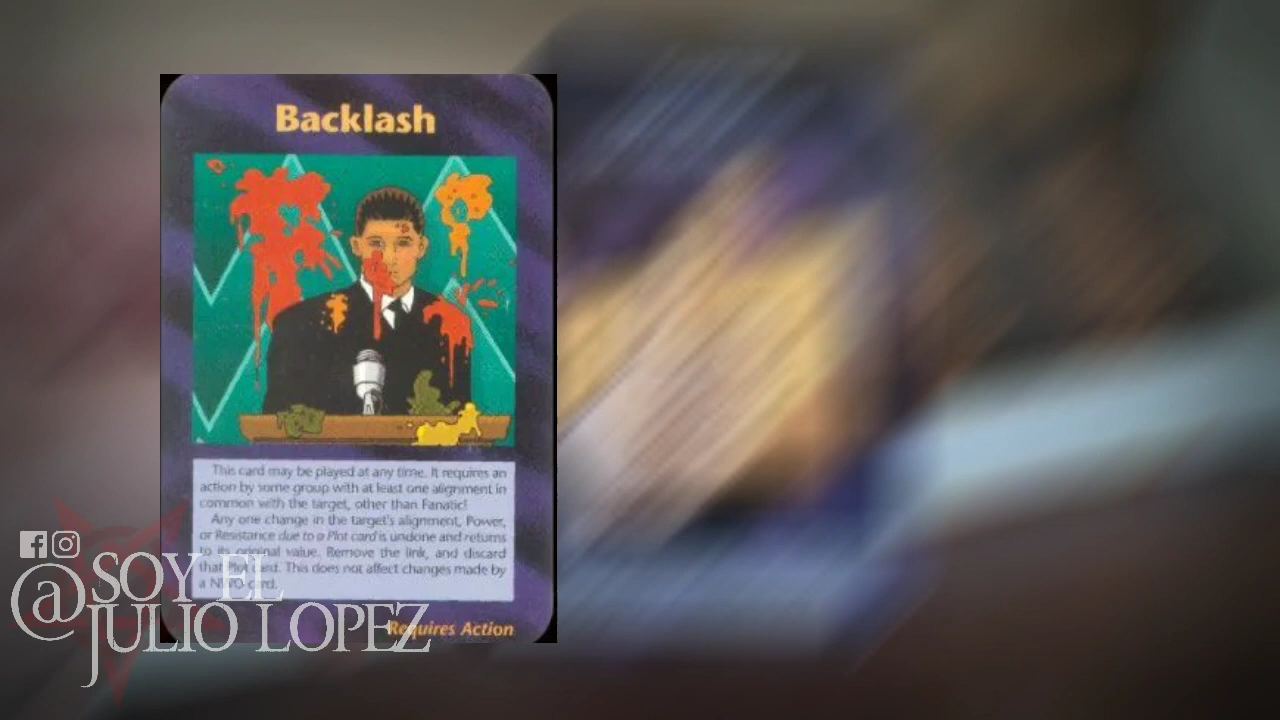 Backlash
This card may be played at any time. It requires an
action by some group with at least one alignment in
common with the target, other than Fanatic!
Any one change in the target's alignment, Power,
or Resistance due to a Plot card is undone and returns
to its original value. Remove the link, and discard
that Plot card. This does not affect changes made by
a NWO card.
Requires Action
@SOY EL
JULIO LOPEZ